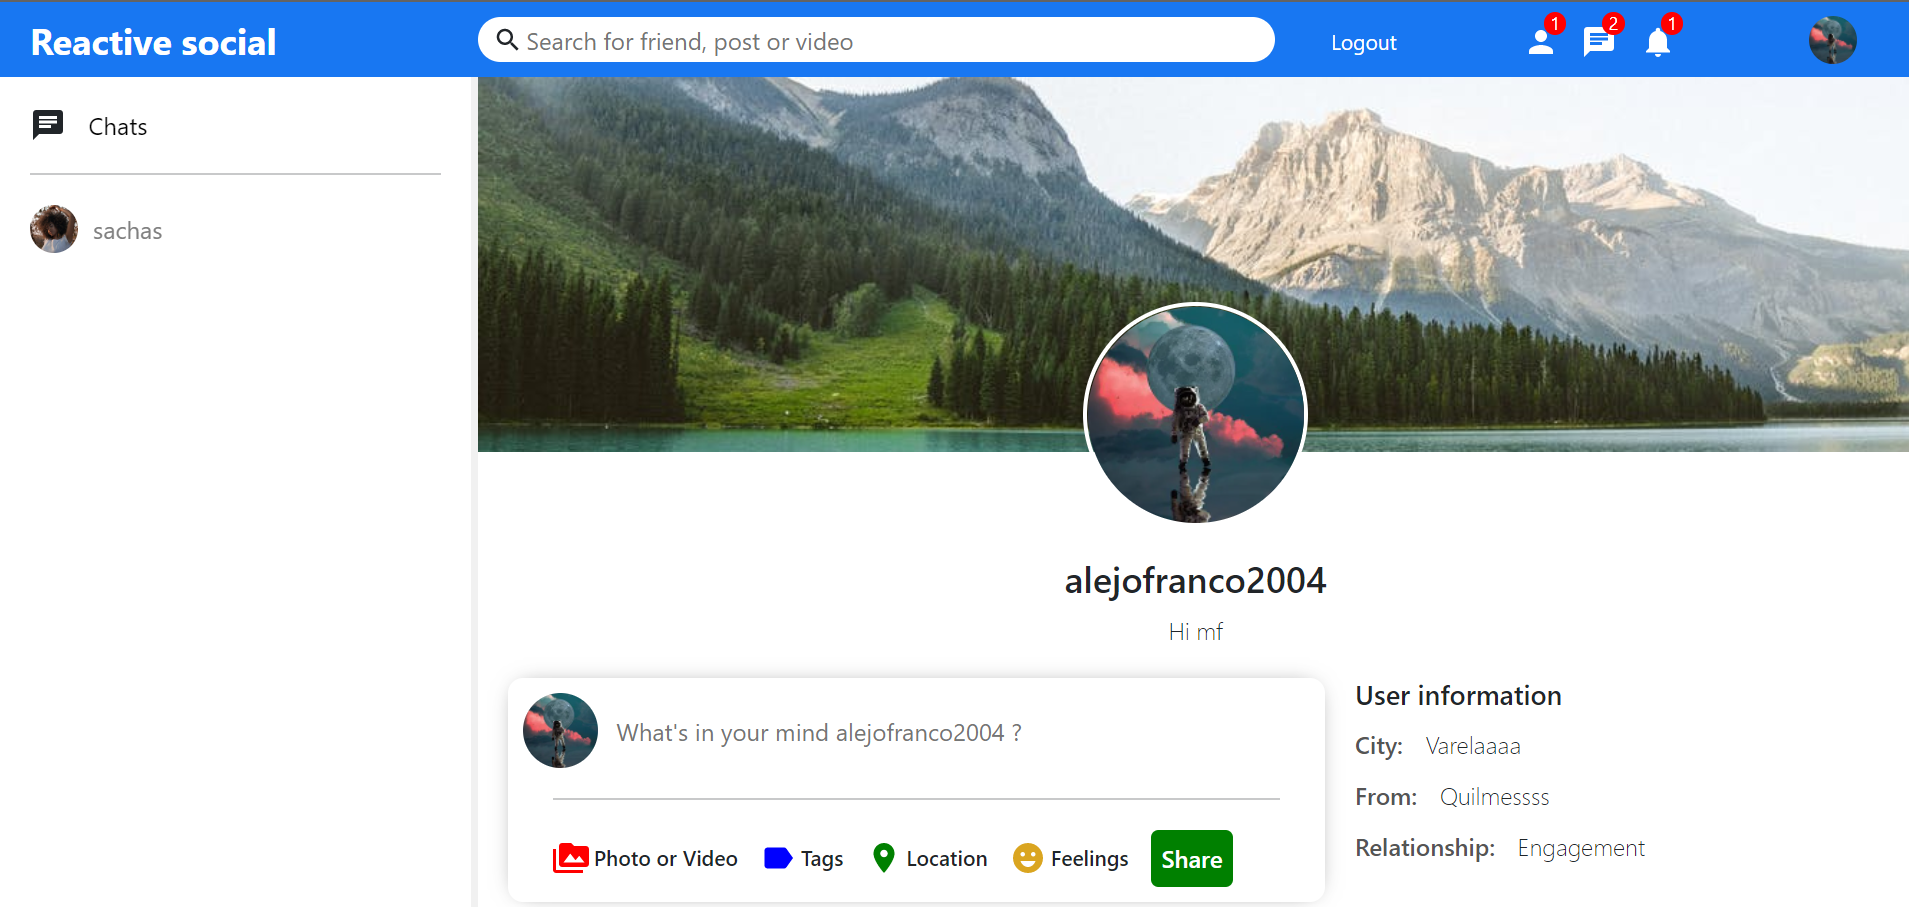 Reactive social
Search for friend, post or video
Logout
1
2
1
Chats
sachas
alejofranco2004
Hi mf
What's in your mind alejofranco2004 ?
Photo or Video
Tags
Location
Feelings
Share
User information
City: Varelaaaa
From: Quilmessss
Relationship: Engagement